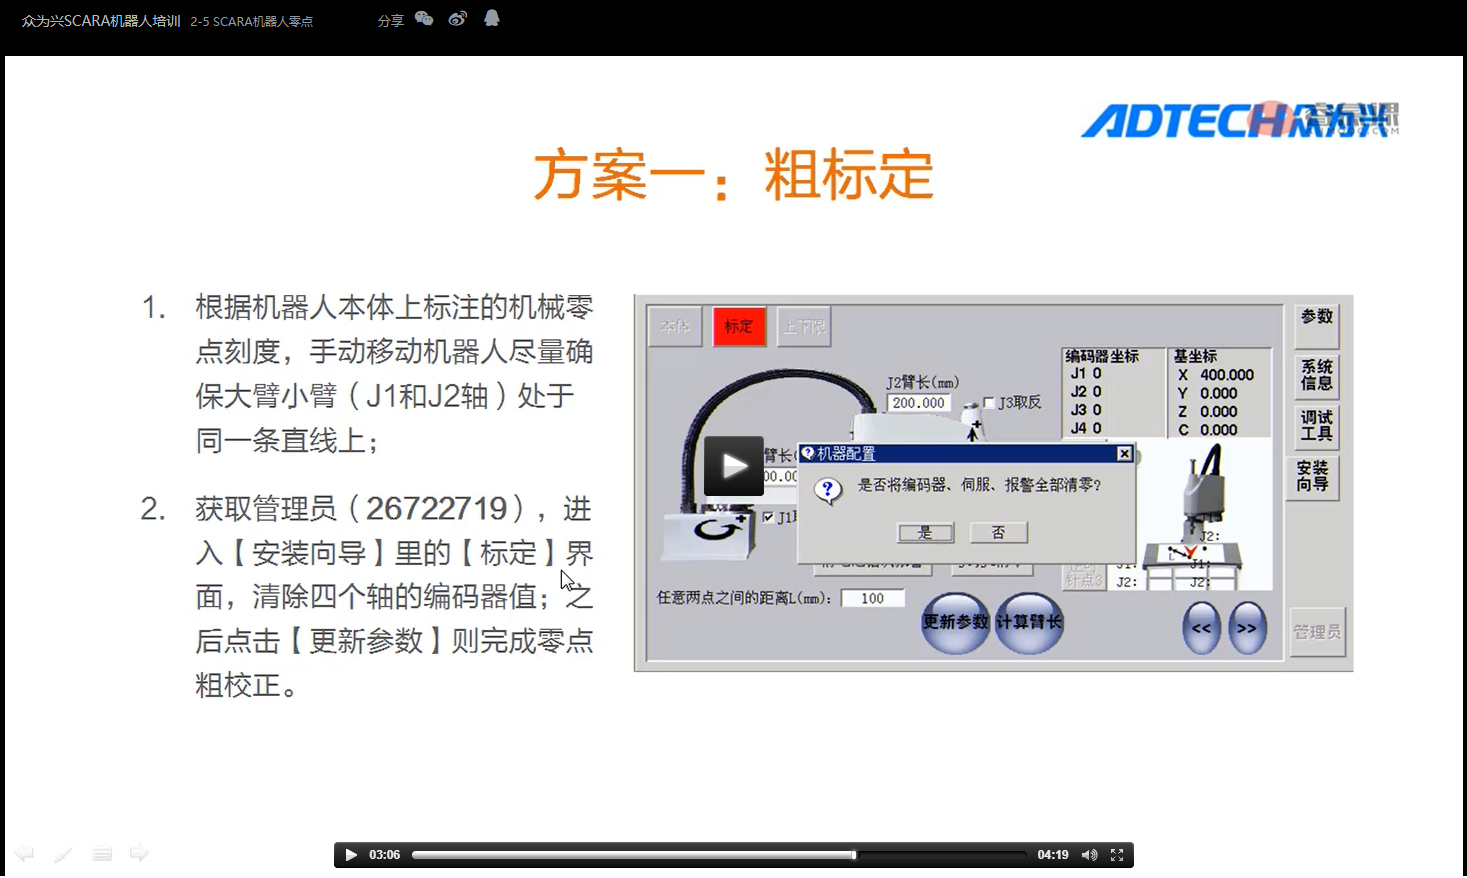 众为兴SCARA机器人培训 2-5 SCARA机器人零点 分享
ADTECH众为兴
方案一：粗标定
1. 根据机器人本体上标注的机械零
点刻度，手动移动机器人尽量确
保大臂小臂（J1和J2轴）处于
同一条直线上；
2. 获取管理员（26722719），进
入【安装向导】里的【标定】界
面，清除四个轴的编码器值；之
后点击【更新参数】则完成零点
粗校正。
本体 标定 上下限
参数
系统
信息
调试
工具
安装
向导
管理员
编码器坐标
J1 0
J2 0
J3 0
J4 0
基坐标
X 400.000
Y 0.000
Z 0.000
C 0.000
J2臂长(mm)
200.000
J3取反
臂长(
00.00
J1
机器配置
是否将编码器、伺服、报警全部清零?
是 否
针点3
J2:
J1:
J1:
J2:
J2:
L
任意两点之间的距离L(mm): 100
更新参数 计算臂长
<< >>
03:06 04:19